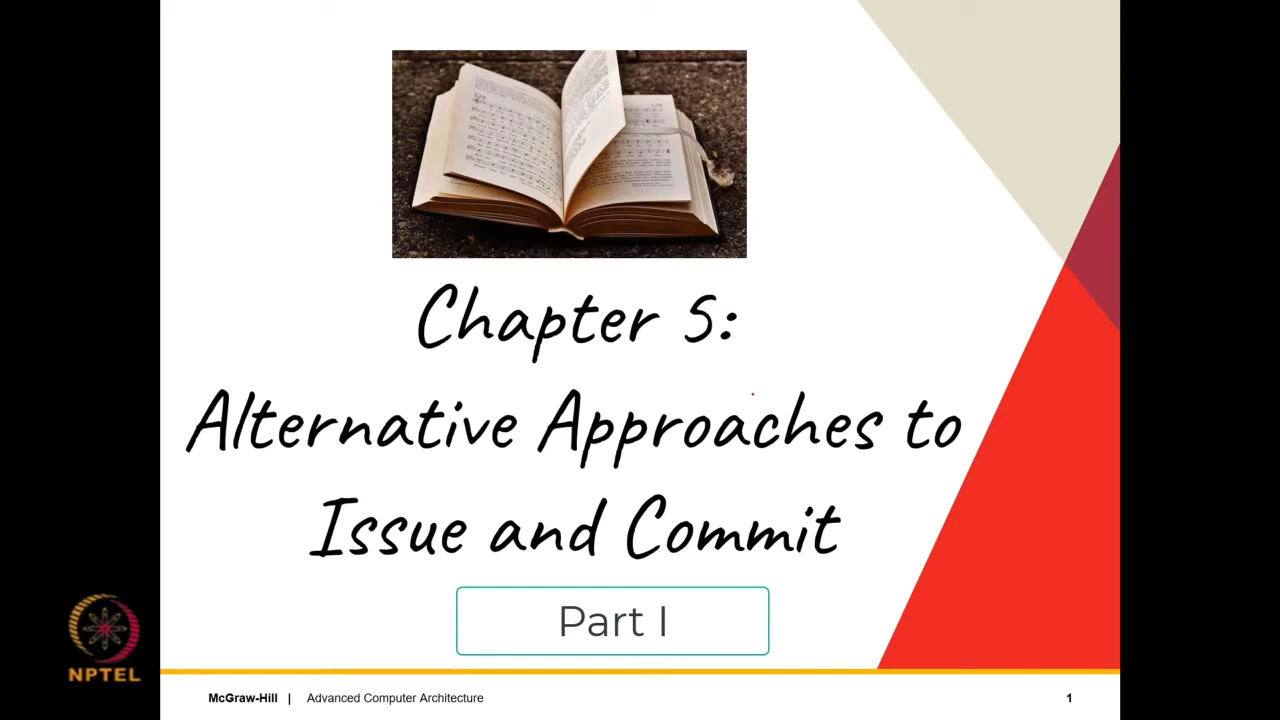 Chapter 5:
Alternative Approaches to
Issue and Commit
Part I
NPTEL
McGraw-Hill | Advanced Computer Architecture 1